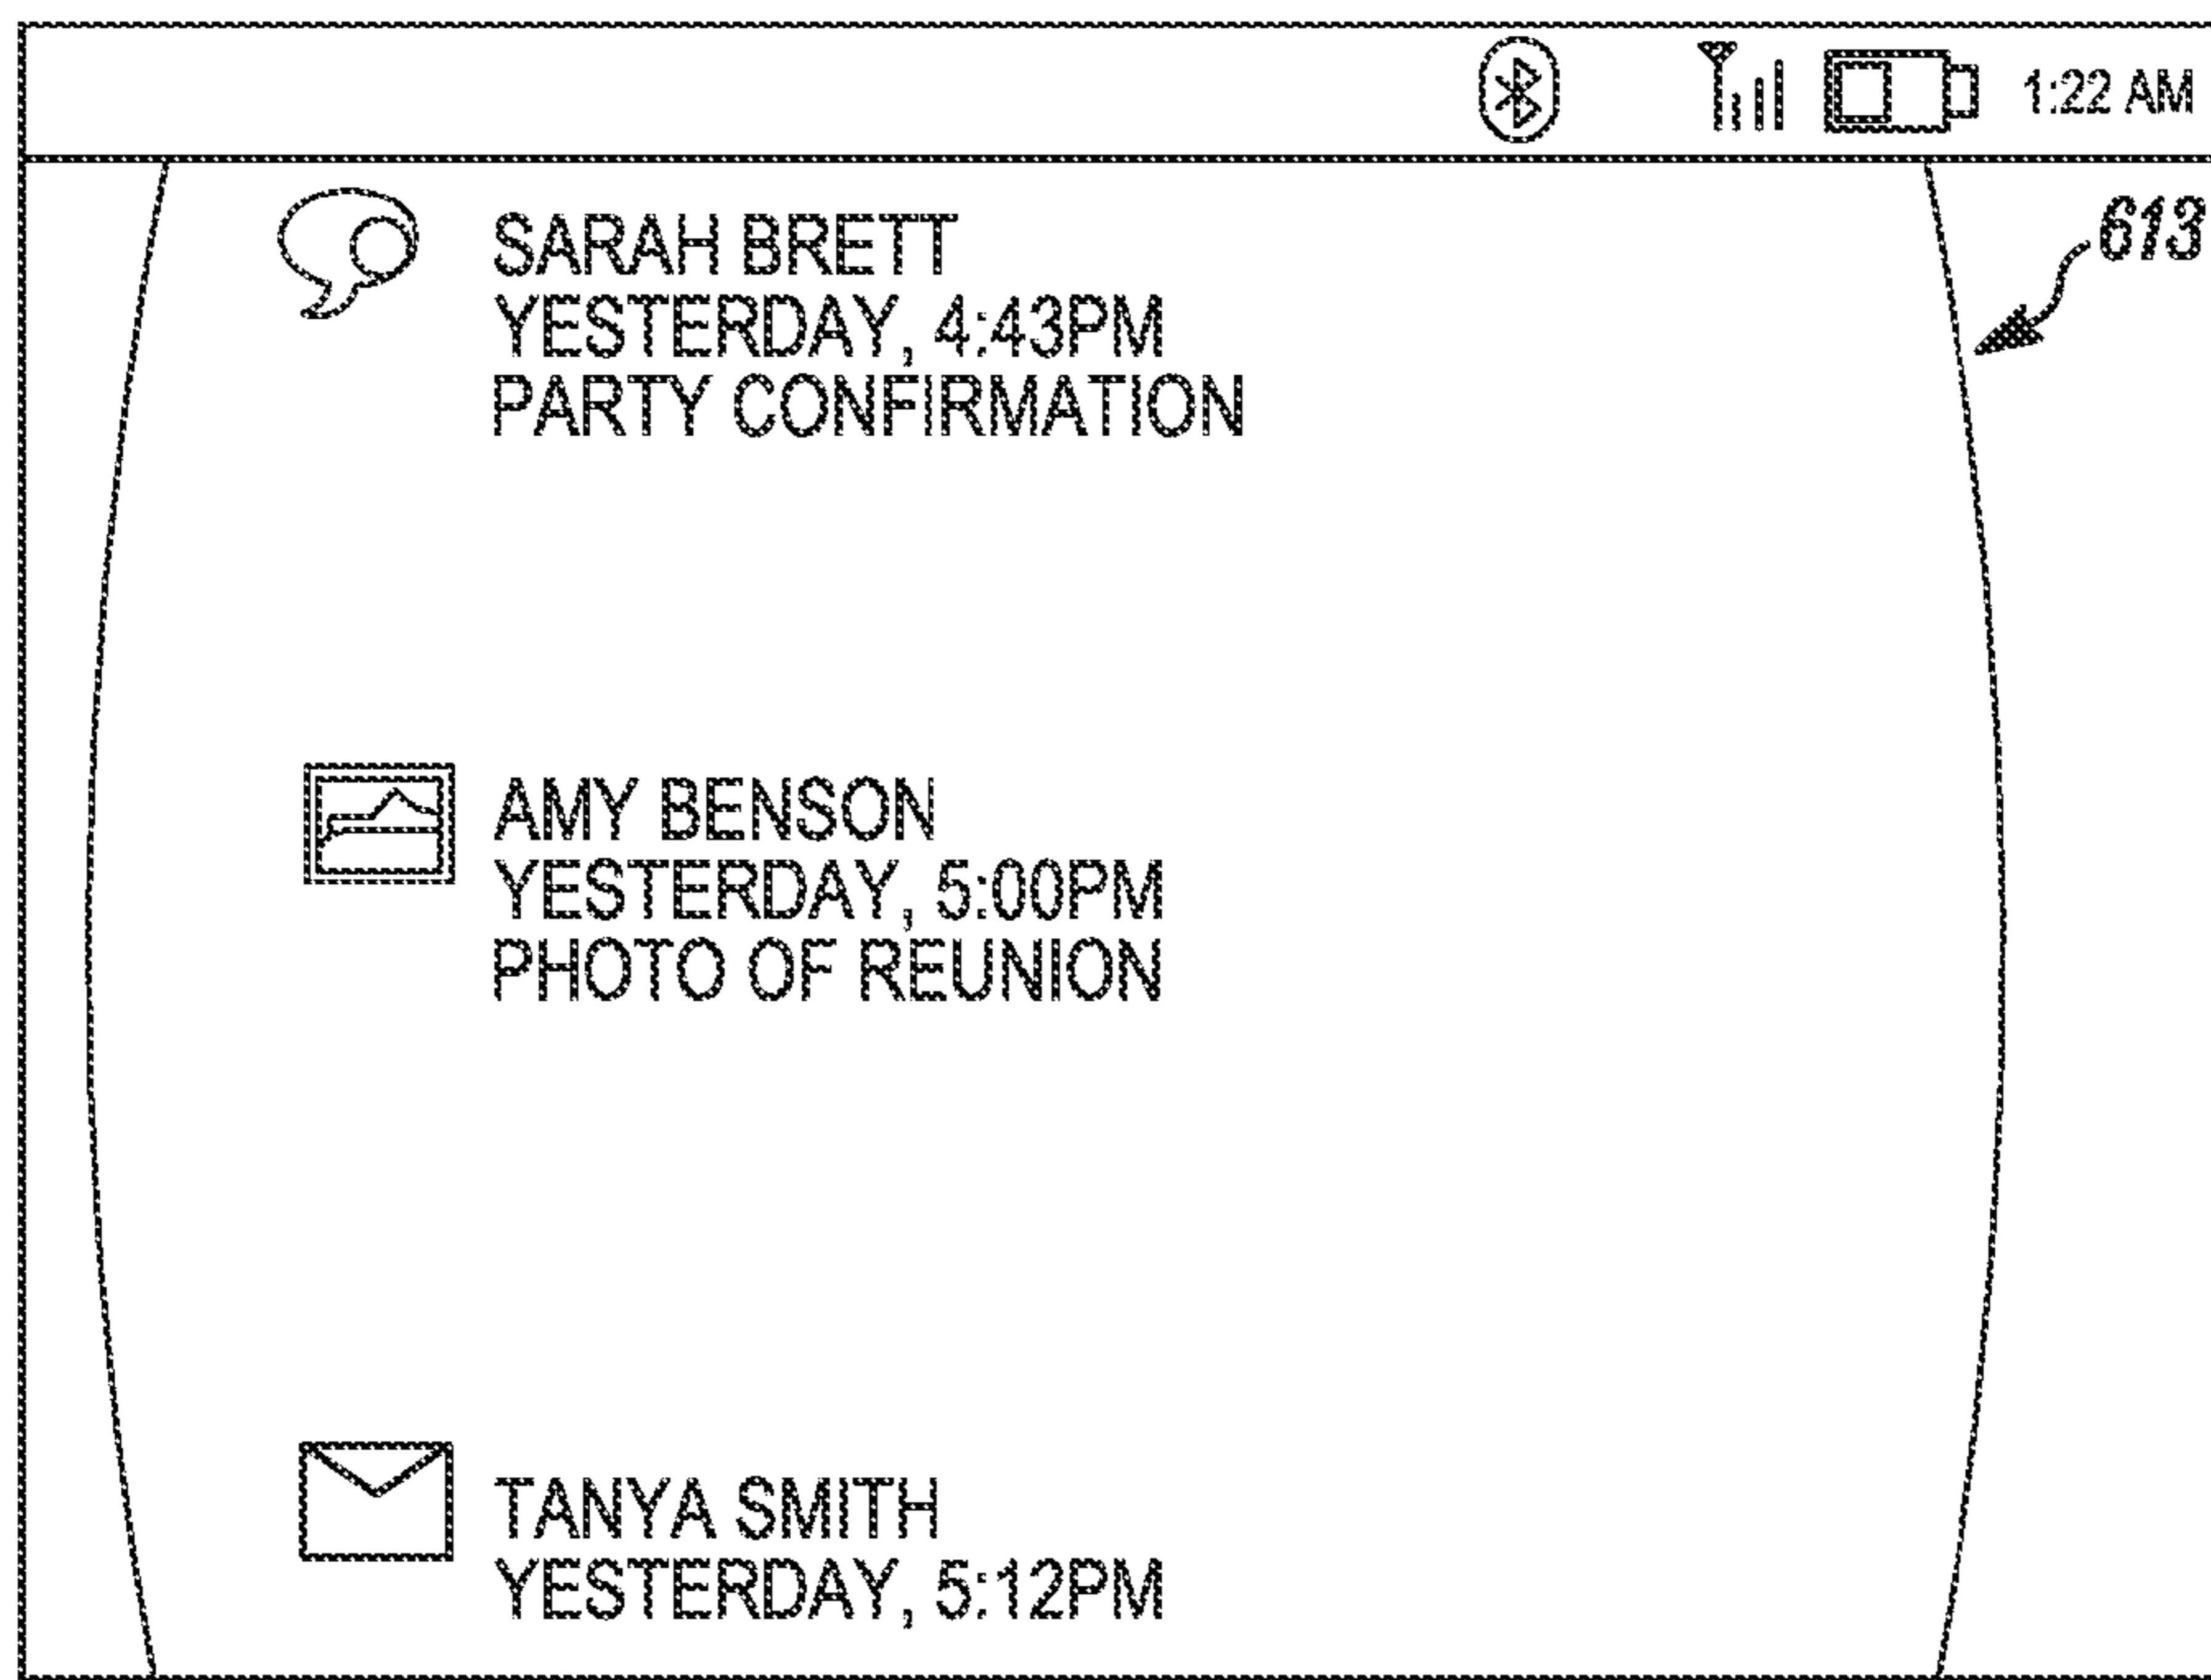 1:22 AM
613
SARAH BRETT
YESTERDAY, 4:43PM
PARTY CONFIRMATION
AMY BENSON
YESTERDAY, 5:00PM
PHOTO OF REUNION
TANYA SMITH
YESTERDAY, 5:12PM